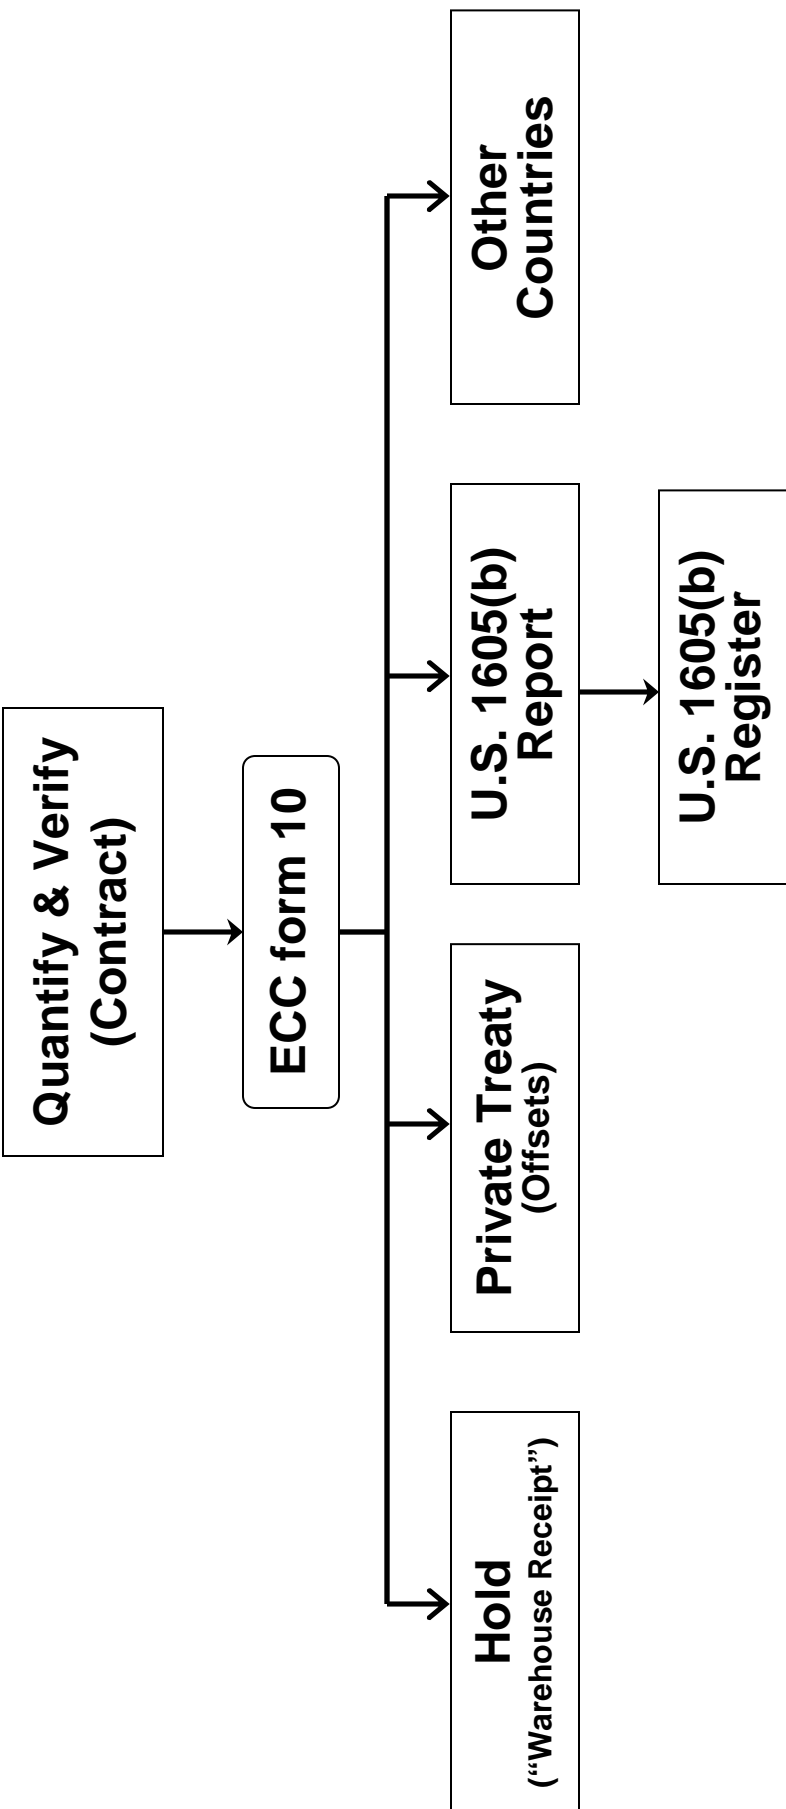 Quantify & Verify
(Contract)
ECC form 10
Hold
(“Warehouse Receipt”)
Private Treaty
(Offsets)
U.S. 1605(b)
Report
Other
Countries
U.S. 1605(b)
Register